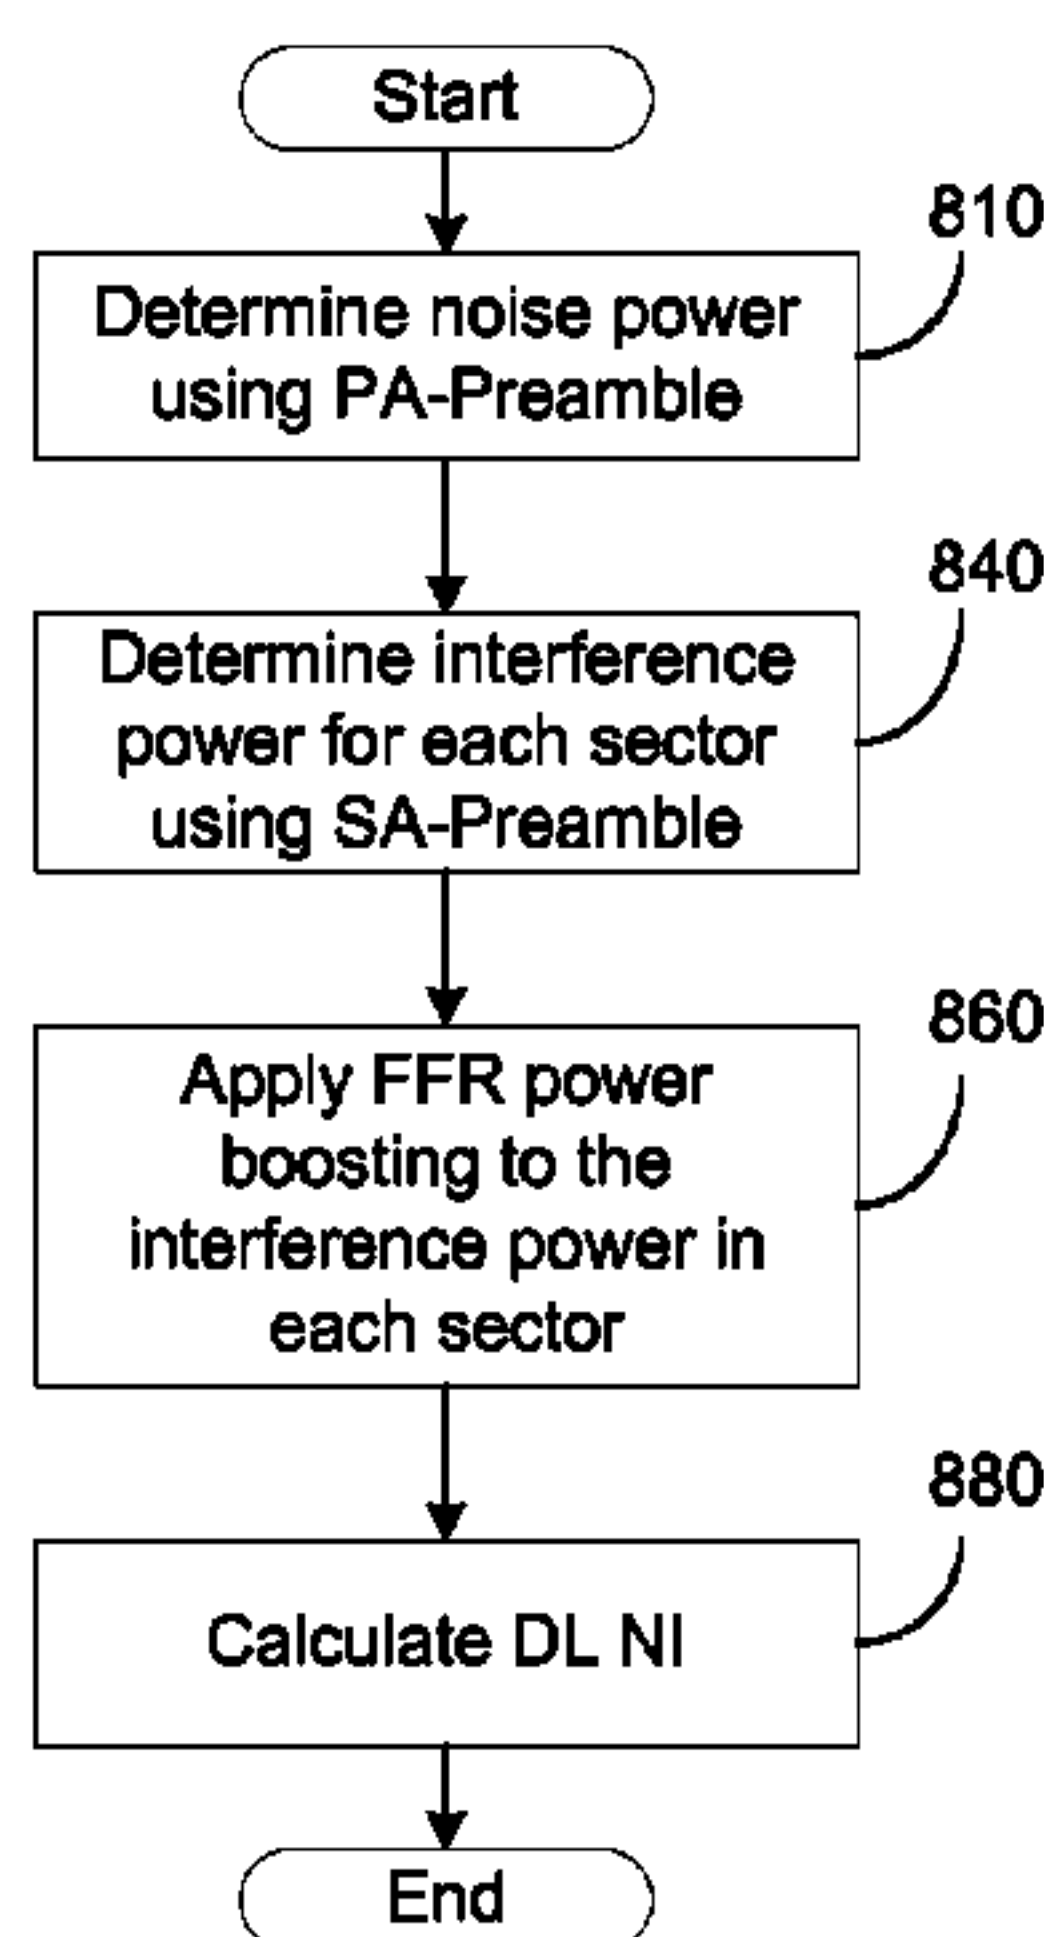 Start
810
Determine noise power
using PA-Preamble
840
Determine interference
power for each sector
using SA-Preamble
860
Apply FFR power
boosting to the
interference power in
each sector
880
Calculate DL NI
End